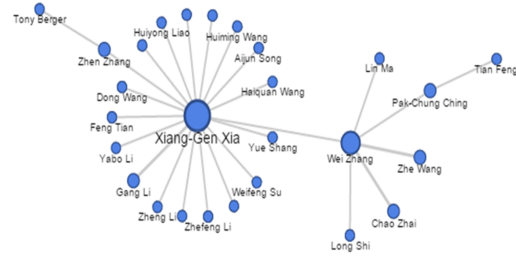 Tony Berger
Huiyong Liao
Huiming Wang
Zhen Zhang
Aijun Song
Lin Ma
Tian Feng
Dong Wang
Haiquan Wang
Pak-Chung Ching
Feng Tian
Xiang-Gen Xia
Yue Shang
Wei Zhang
Yabo Li
Zhe Wang
Gang Li
Weifeng Su
Zheng Li
Zhefeng Li
Chao Zhai
Long Shi